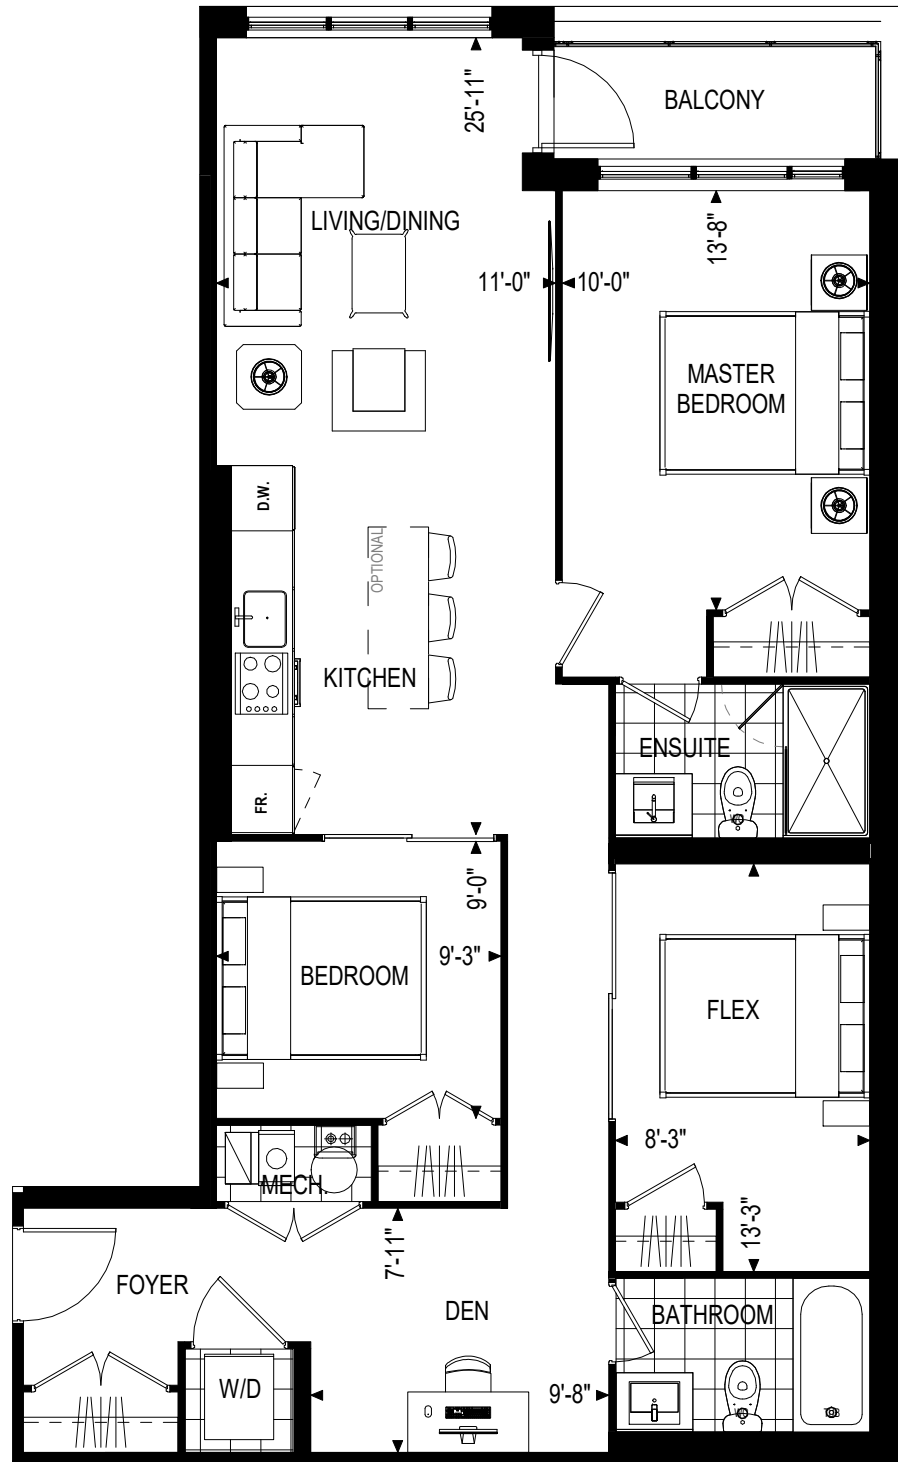 25'-11"
BALCONY
LIVING/DINING
13'-8"
11'-0"
10'-0"
MASTER
BEDROOM
D.W.
OPTIONAL
KITCHEN
ENSUITE
FR.
9'-0"
9'-3"
BEDROOM
FLEX
8'-3"
MECH.
7'-11"
13'-3"
FOYER
DEN
BATHROOM
W/D
9'-8"